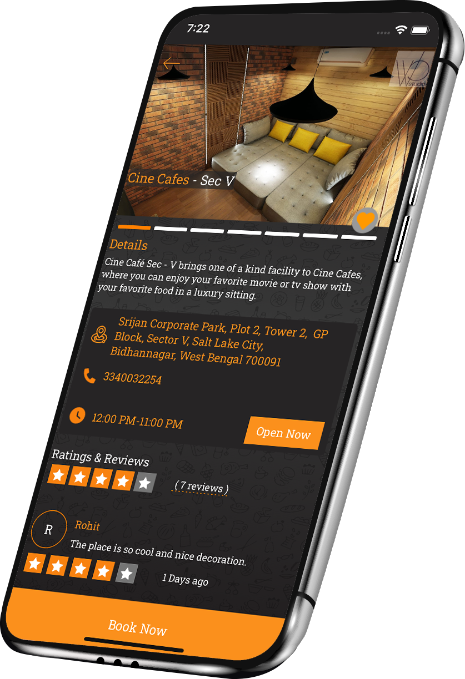 7:22
Cine Cafes - Sec V
Details
Cine Café Sec - V brings one of a kind facility to Cine Cafes,
where you can enjoy your favorite movie or tv show with
your favorite food in a luxury sitting.
Srijan Corporate Park, Plot 2, Tower 2, GP
Block, Sector V, Salt Lake City,
Bidhannagar, West Bengal 700091
3340032254
12:00 PM-11:00 PM
Open Now
Ratings & Reviews
( 7 reviews )
R
Rohit
The place is so cool and nice decoration.
1 Days ago
Book Now